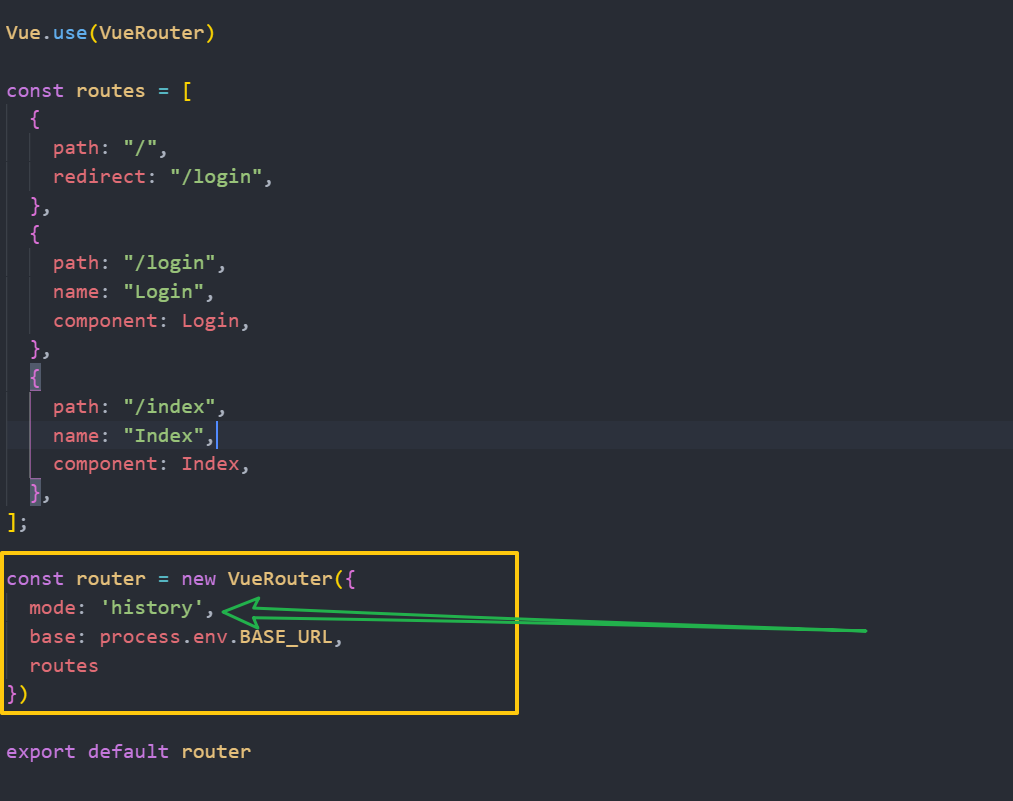 Vue.use(VueRouter)
const routes = [
{
path: "/",
redirect: "/login",
},
{
path: "/login",
name: "Login",
component: Login,
},
{
path: "/index",
name: "Index",
component: Index,
},
];
const router = new VueRouter({
mode: 'history',
base: process.env.BASE_URL,
routes
})
export default router